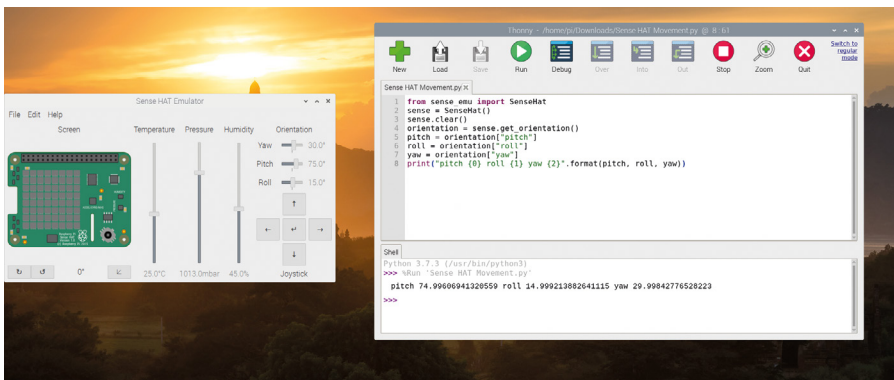 Thonny - /home/pi/Downloads/Sense HAT Movement.py @ 8 : 61
New Load Save Run Debug Over Into Out Stop Zoom Quit
Switch to
regular
mode
Sense HAT Movement.py ×
1 from sense_emu import SenseHat
2 sense = SenseHat()
3 sense.clear()
4 orientation = sense.get_orientation()
5 pitch = orientation["pitch"]
6 roll = orientation["roll"]
7 yaw = orientation["yaw"]
8 print("pitch {0} roll {1} yaw {2}".format(pitch, roll, yaw))
Shell
Python 3.7.3 (/usr/bin/python3)
>>> %Run 'Sense HAT Movement.py'
pitch 74.99606941320559 roll 14.999213882641115 yaw 29.99842776528223
>>>
Sense HAT Emulator
File Edit Help
Screen Temperature Pressure Humidity Orientation
Yaw 30.0°
Pitch 75.0°
Roll 15.0°
0° 25.0°C 1013.0mbar 45.0% Joystick